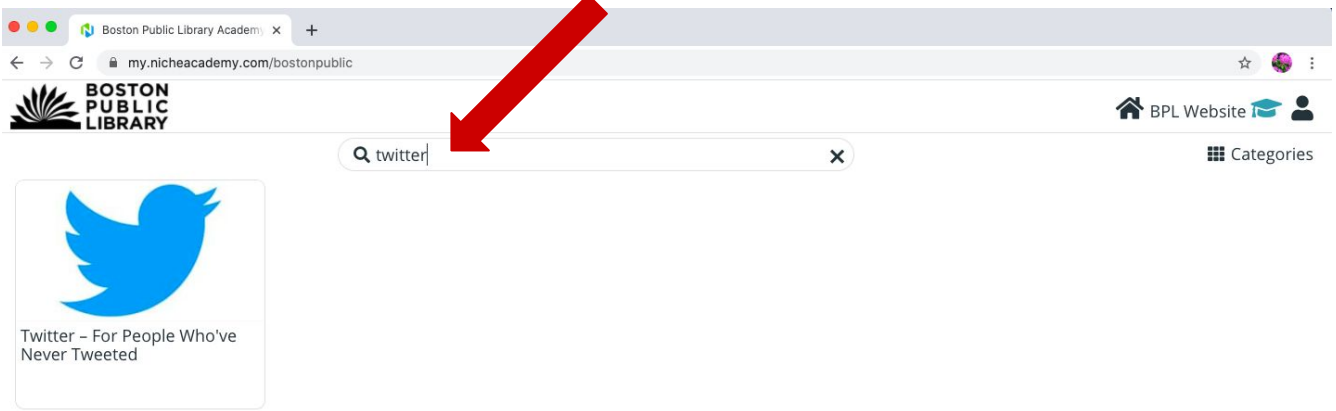 Boston Public Library Academy
my.nicheacademy.com/bostonpublic
BOSTON
PUBLIC
LIBRARY
BPL Website
twitter
Categories
Twitter – For People Who've
Never Tweeted